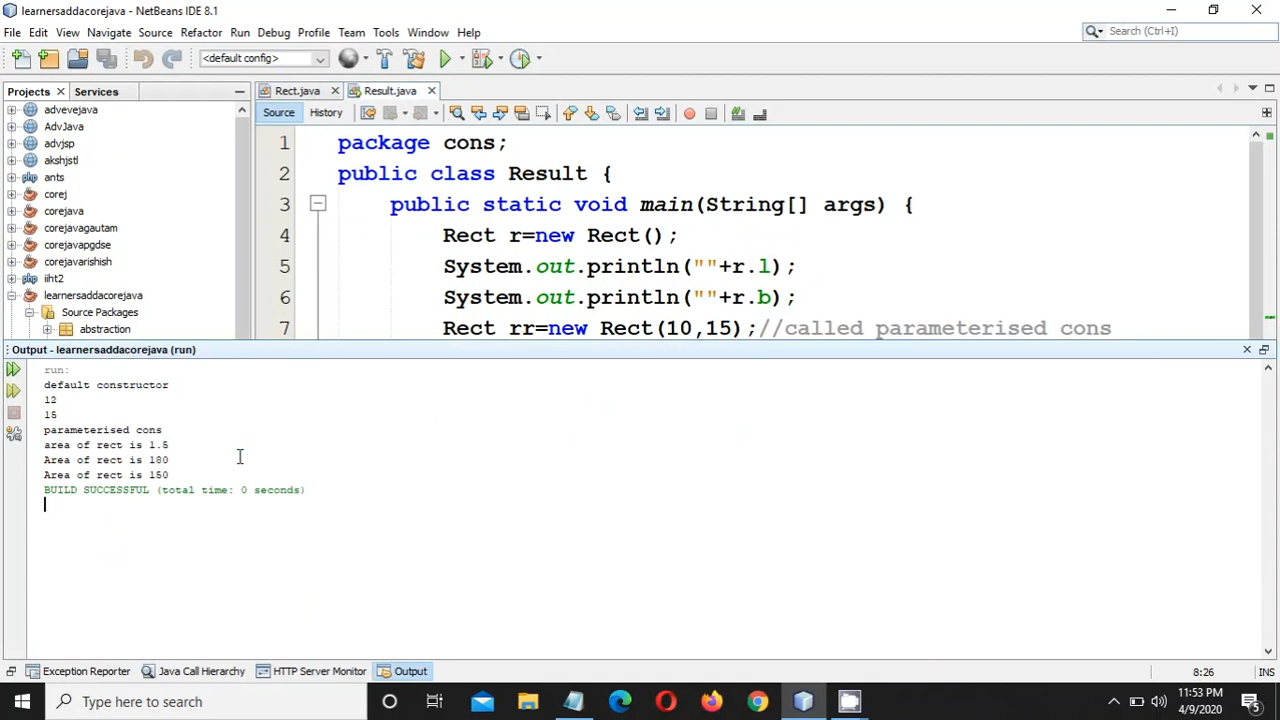 learnersaddacorejava - NetBeans IDE 8.1
File Edit View Navigate Source Refactor Run Debug Profile Team Tools Window Help
Search (Ctrl+I)
<default config>
Projects Services Rect.java Result.java
Source History
advevejava
AdvJava
advjsp
akshjstl
ants
corej
corejava
corejavagautam
corejavapgdse
corejavarishish
iiht2
learnersaddacorejava
Source Packages
abstraction
1 package cons;
2 public class Result {
3 public static void main(String[] args) {
4 Rect r=new Rect();
5 System.out.println(""+r.l);
6 System.out.println(""+r.b);
7 Rect rr=new Rect(10,15);//called parameterised cons
Output - learnersaddacorejava (run)
run:
default constructor
12
15
parameterised cons
area of rect is 1.5
Area of rect is 180
Area of rect is 150
BUILD SUCCESSFUL (total time: 0 seconds)
Exception Reporter Java Call Hierarchy HTTP Server Monitor Output
8:26 INS
Type here to search
11:53 PM
4/9/2020
5